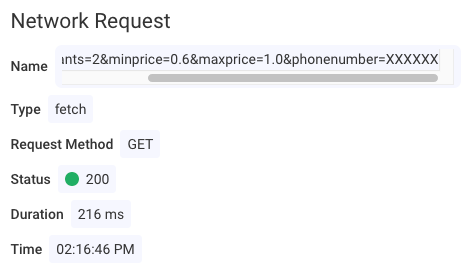 Network Request
Name ants=2&minprice=0.6&maxprice=1.0&phonenumber=XXXXXX
Type fetch
Request Method GET
Status 200
Duration 216 ms
Time 02:16:46 PM